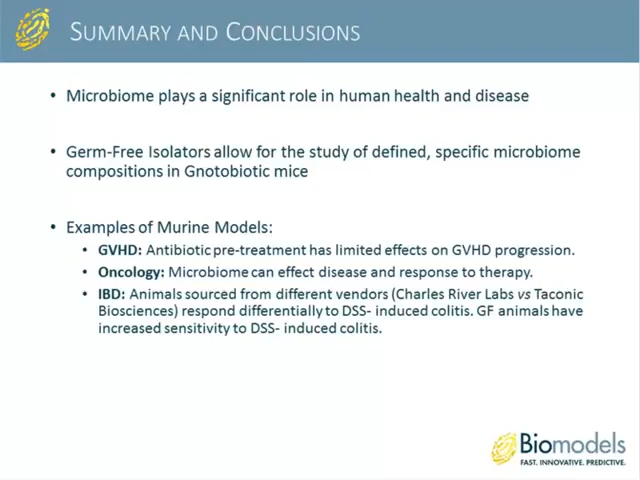 SUMMARY AND CONCLUSIONS
• Microbiome plays a significant role in human health and disease
• Germ-Free Isolators allow for the study of defined, specific microbiome
compositions in Gnotobiotic mice
• Examples of Murine Models:
• GVHD: Antibiotic pre-treatment has limited effects on GVHD progression.
• Oncology: Microbiome can effect disease and response to therapy.
• IBD: Animals sourced from different vendors (Charles River Labs vs Taconic
Biosciences) respond differentially to DSS- induced colitis. GF animals have
increased sensitivity to DSS- induced colitis.
Biomodels
FAST. INNOVATIVE. PREDICTIVE.